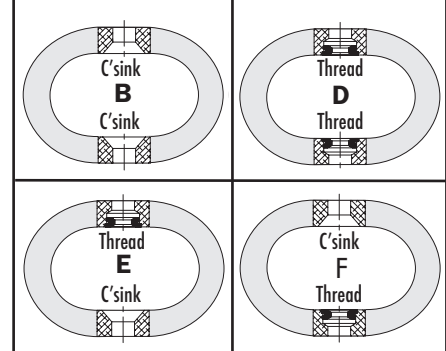 C'sink
B
C'sink
Thread
D
Thread
Thread
E
C'sink
C'sink
F
Thread